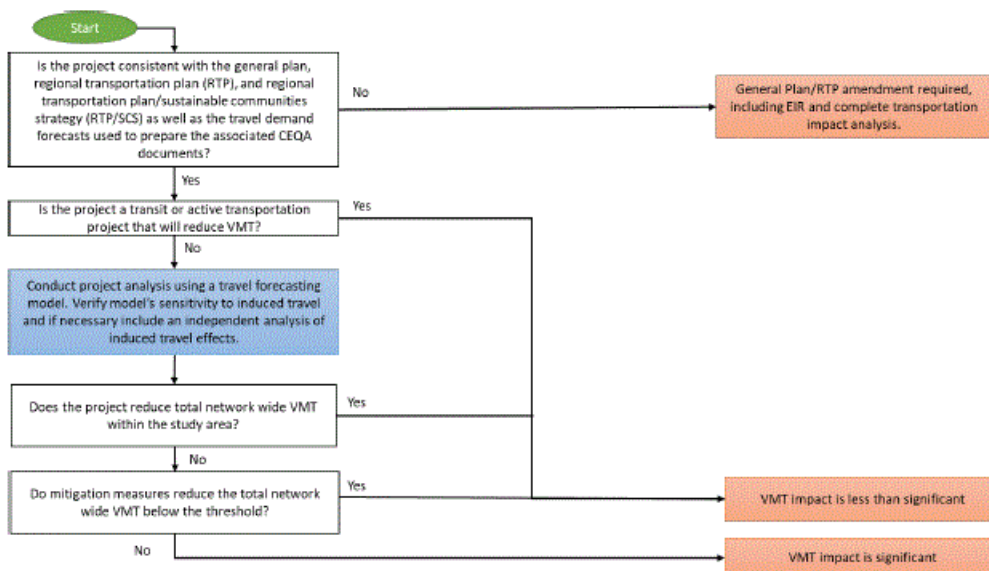 Start
Is the project consistent with the general plan,
regional transportation plan (RTP), and regional
transportation plan/sustainable communities
strategy (RTP/SCS) as well as the travel demand
forecasts used to prepare the associated CEQA
documents?
No
General Plan/RTP amendment required,
including EIR and complete transportation
impact analysis.
Yes
Is the project a transit or active transportation
project that will reduce VMT?
Yes
No
Conduct project analysis using a travel forecasting
model. Verify model's sensitivity to induced travel
and if necessary include an independent analysis of
induced travel effects.
Does the project reduce total network wide VMT
within the study area?
Yes
No
Do mitigation measures reduce the total network
wide VMT below the threshold?
Yes
VMT impact is less than significant
No
VMT impact is significant